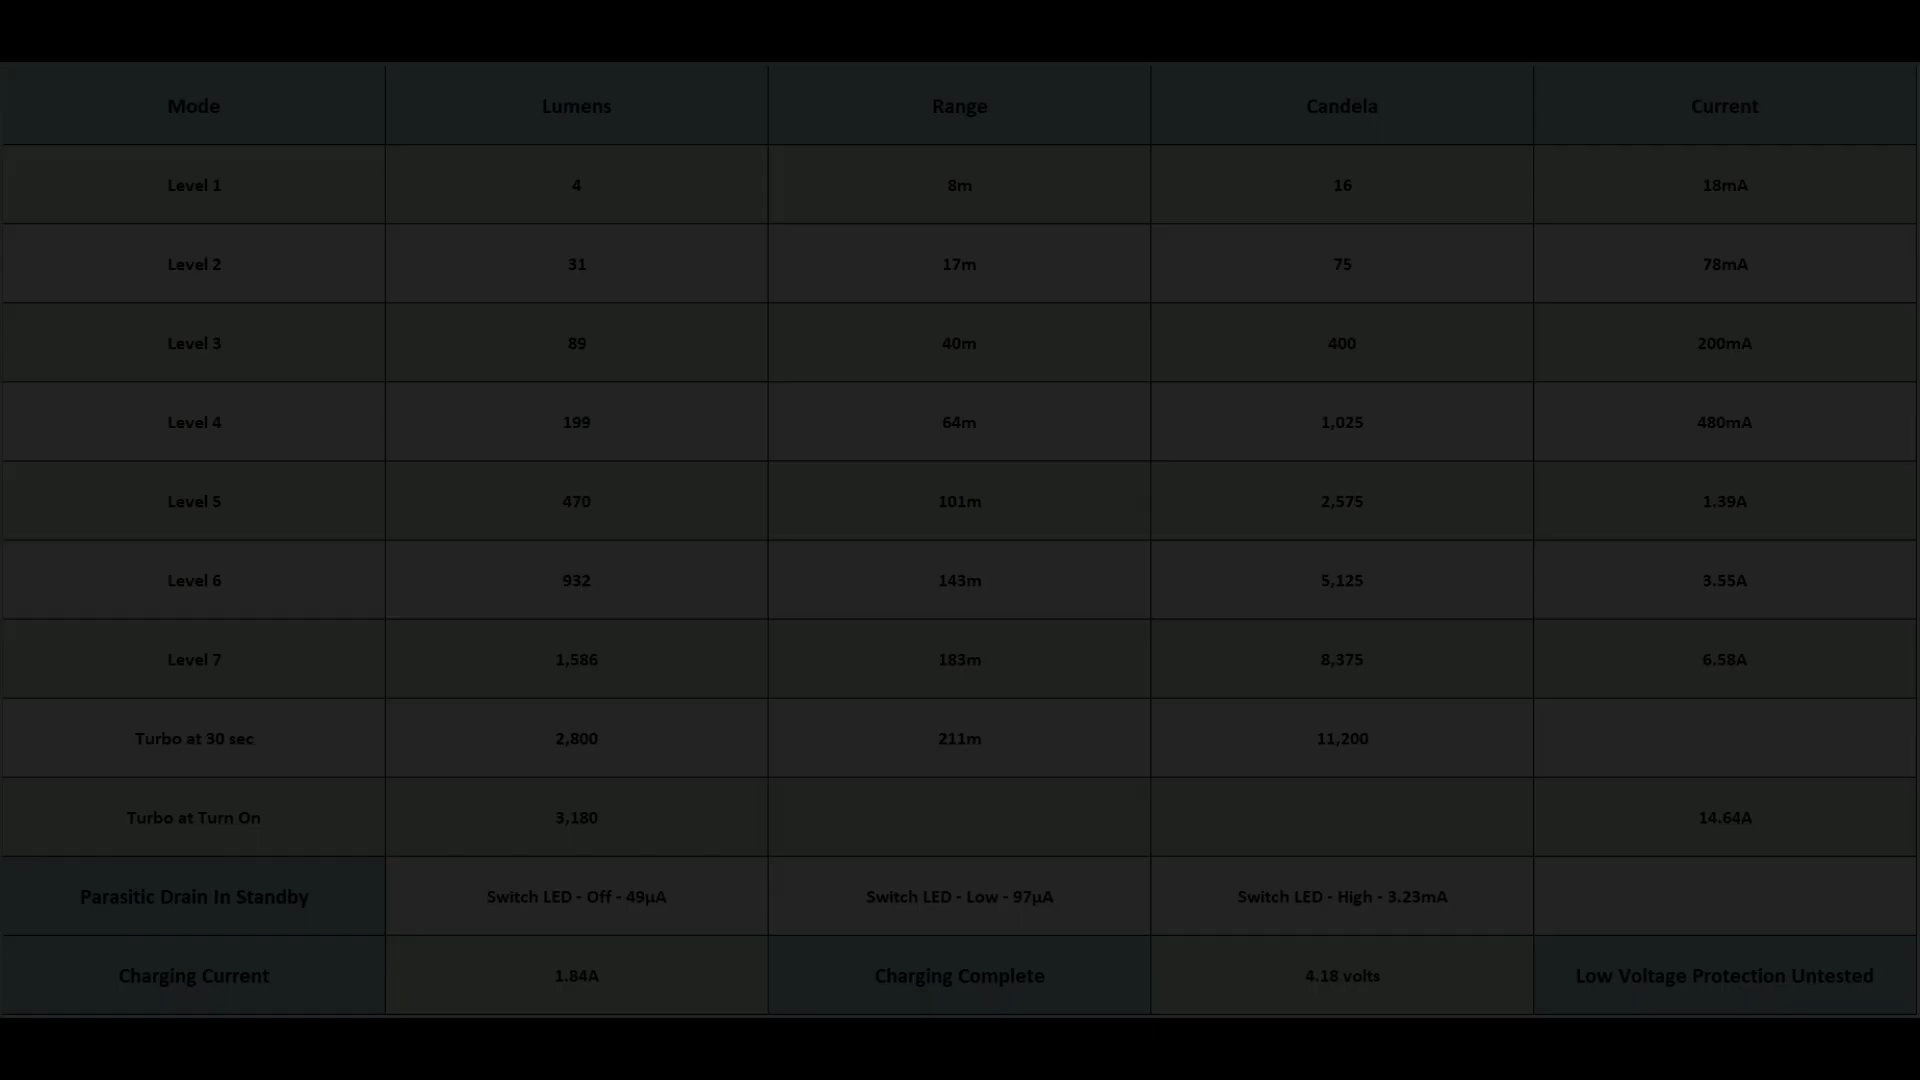 Mode Lumens Range Candela Current
Level 1 4 8m 16 18mA
Level 2 31 17m 75 78mA
Level 3 89 40m 400 200mA
Level 4 199 64m 1,025 480mA
Level 5 470 101m 2,575 1.39A
Level 6 932 143m 5,125 3.55A
Level 7 1,586 183m 8,375 6.58A
Turbo at 30 sec 2,800 211m 11,200
Turbo at Turn On 3,180 14.64A
Parasitic Drain In Standby Switch LED - Off - 49µA Switch LED - Low - 97µA Switch LED - High - 3.23mA
Charging Current 1.84A Charging Complete 4.18 volts Low Voltage Protection Untested